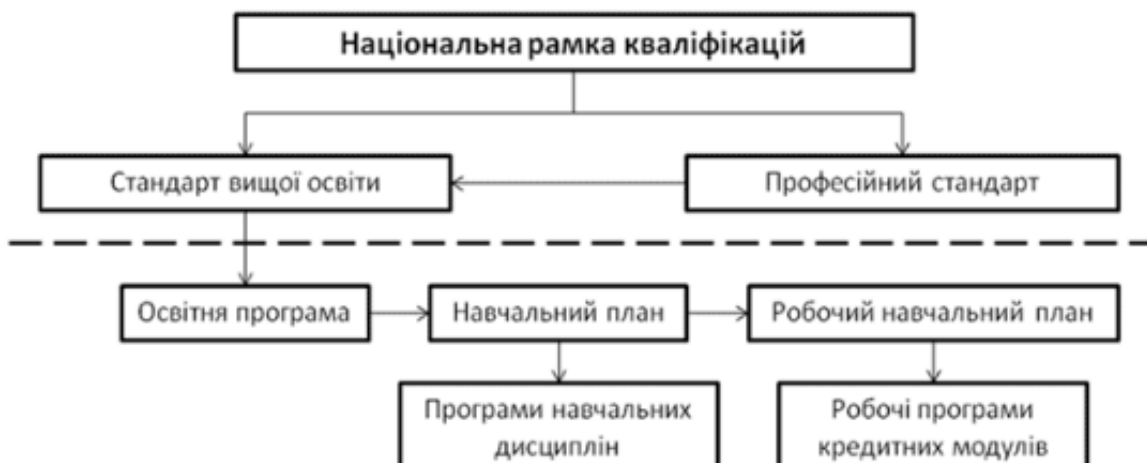 Національна рамка кваліфікацій
Стандарт вищої освіти
Професійний стандарт
Освітня програма
Навчальний план
Робочий навчальний план
Програми навчальних
дисциплін
Робочі програми
кредитних модулів